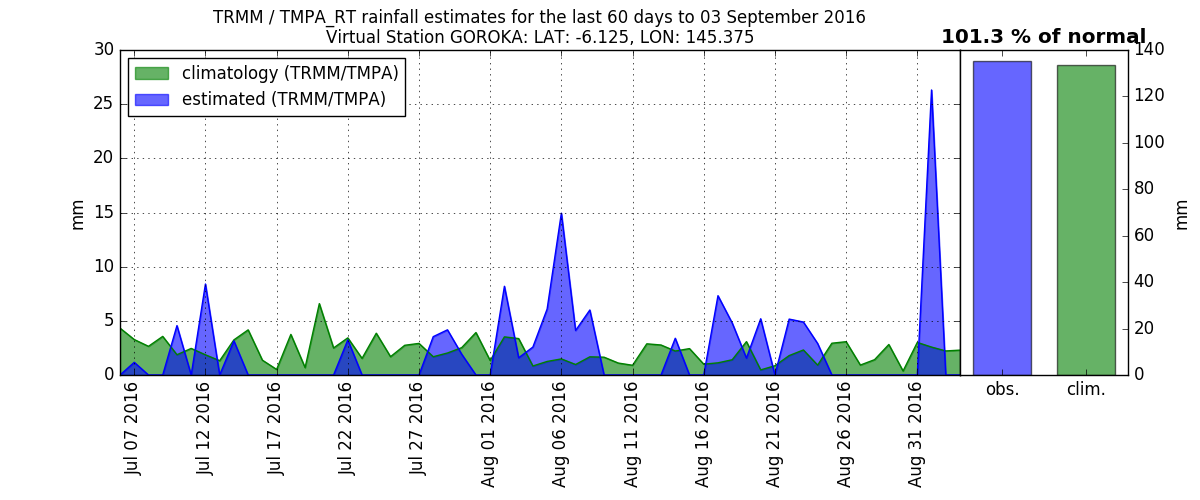 TRMM / TMPA_RT rainfall estimates for the last 60 days to 03 September 2016
Virtual Station GOROKA: LAT: -6.125, LON: 145.375
101.3 % of normal
climatology (TRMM/TMPA)
estimated (TRMM/TMPA)
30
25
20
15
10
5
0
mm
Jul 07 2016
Jul 12 2016
Jul 17 2016
Jul 22 2016
Jul 27 2016
Aug 01 2016
Aug 06 2016
Aug 11 2016
Aug 16 2016
Aug 21 2016
Aug 26 2016
Aug 31 2016
140
120
100
80
60
40
20
0
mm
obs.
clim.